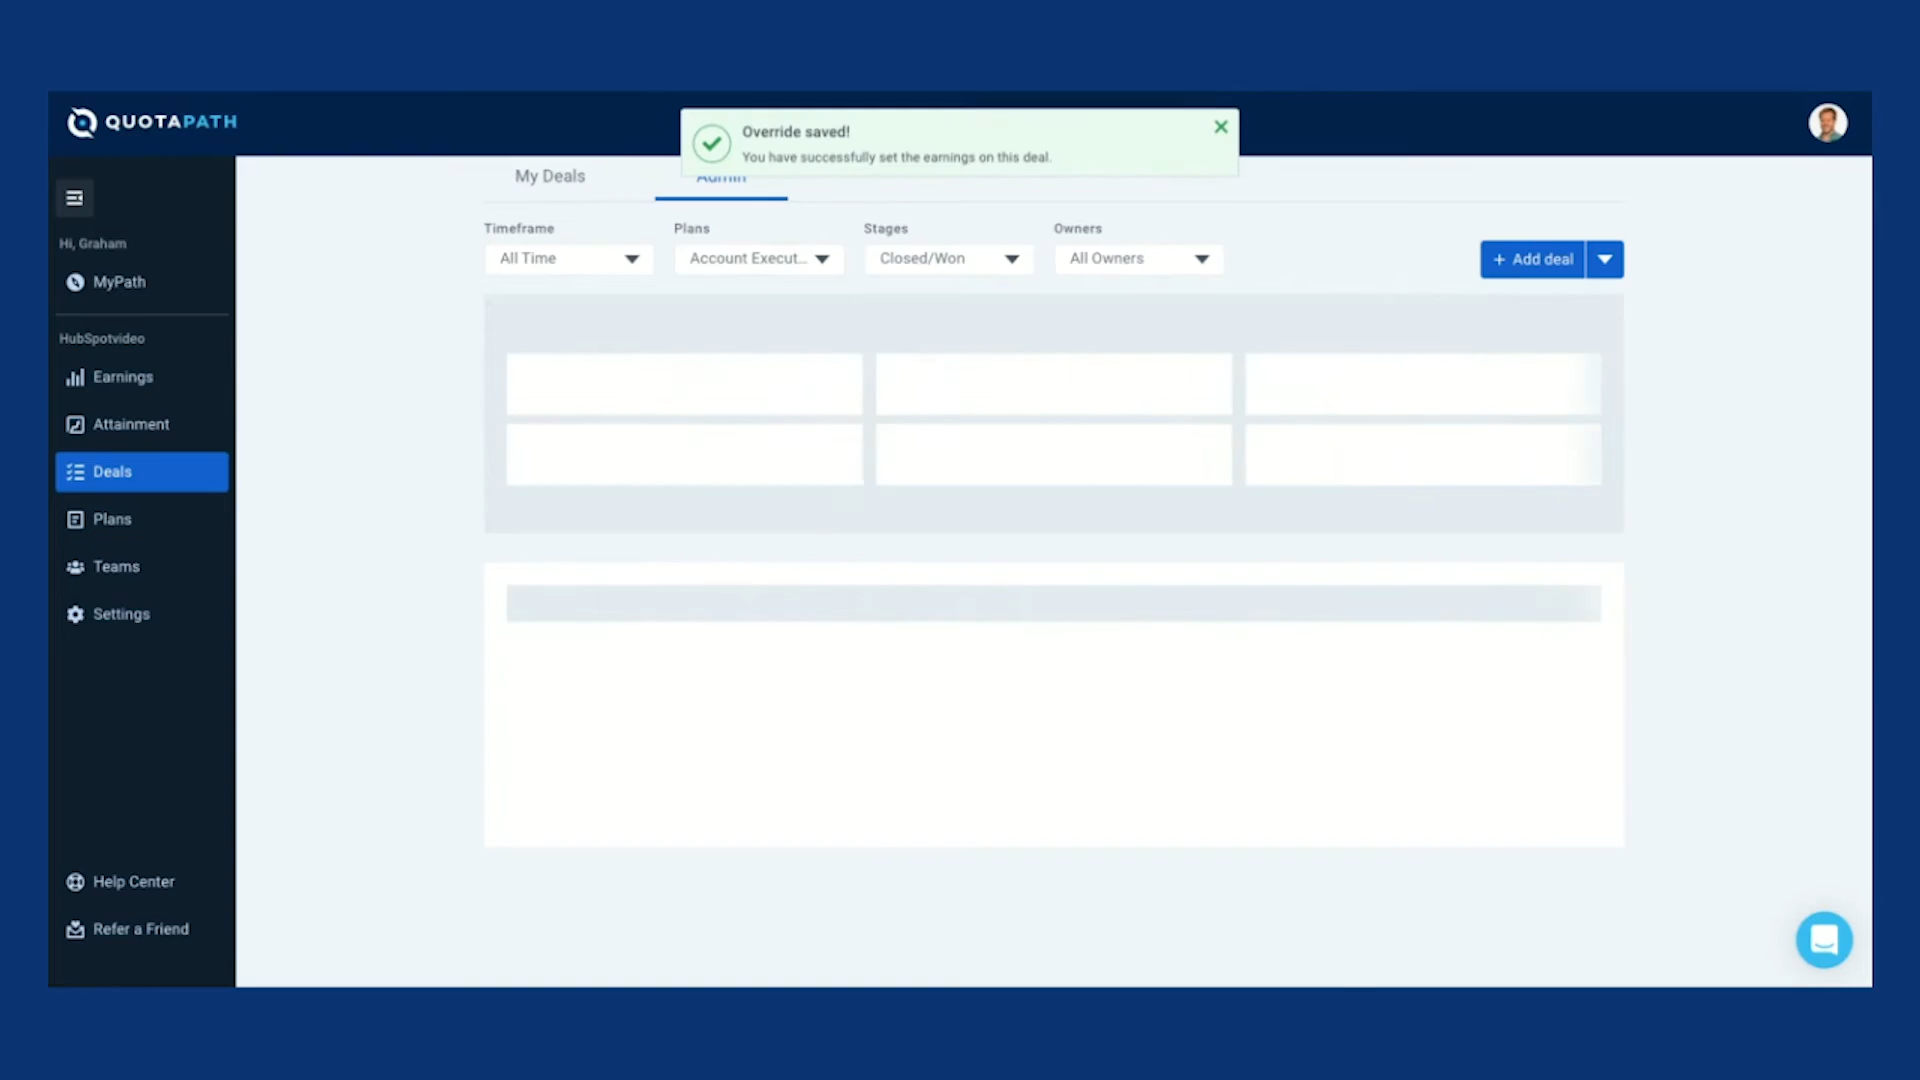 QUOTAPATH
Override saved!
You have successfully set the earnings on this deal.
My Deals
Admin
Hi, Graham
MyPath
HubSpotvideo
Earnings
Attainment
Deals
Plans
Teams
Settings
Help Center
Refer a Friend
Timeframe
Plans
Stages
Owners
All Time
Account Execut...
Closed/Won
All Owners
+ Add deal